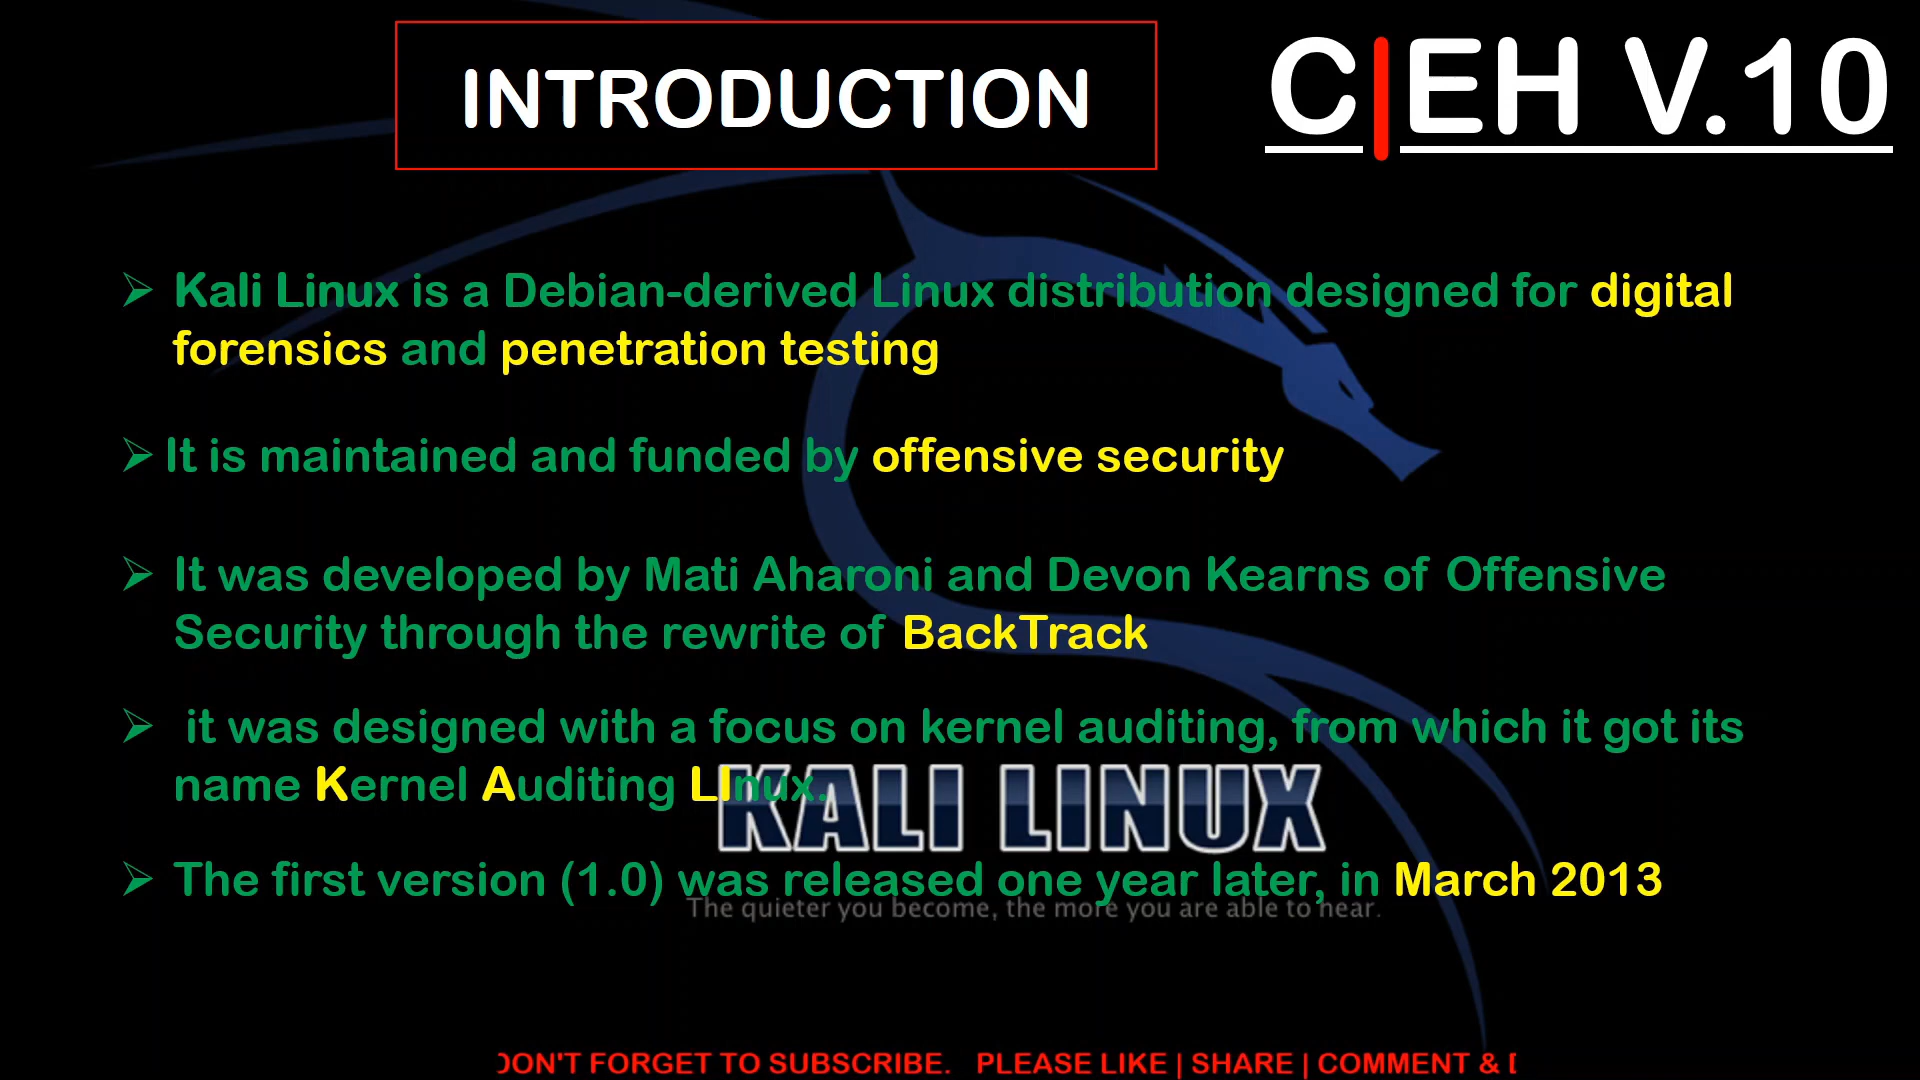 INTRODUCTION
C|EH V.10
➢ Kali Linux is a Debian-derived Linux distribution designed for digital
forensics and penetration testing
➢ It is maintained and funded by offensive security
➢ It was developed by Mati Aharoni and Devon Kearns of Offensive
Security through the rewrite of BackTrack
➢ it was designed with a focus on kernel auditing, from which it got its
name Kernel Auditing LInux.
KALI LINUX
➢ The first version (1.0) was released one year later, in March 2013
The quieter you become, the more you are able to hear.
DON'T FORGET TO SUBSCRIBE. PLEASE LIKE | SHARE | COMMENT &